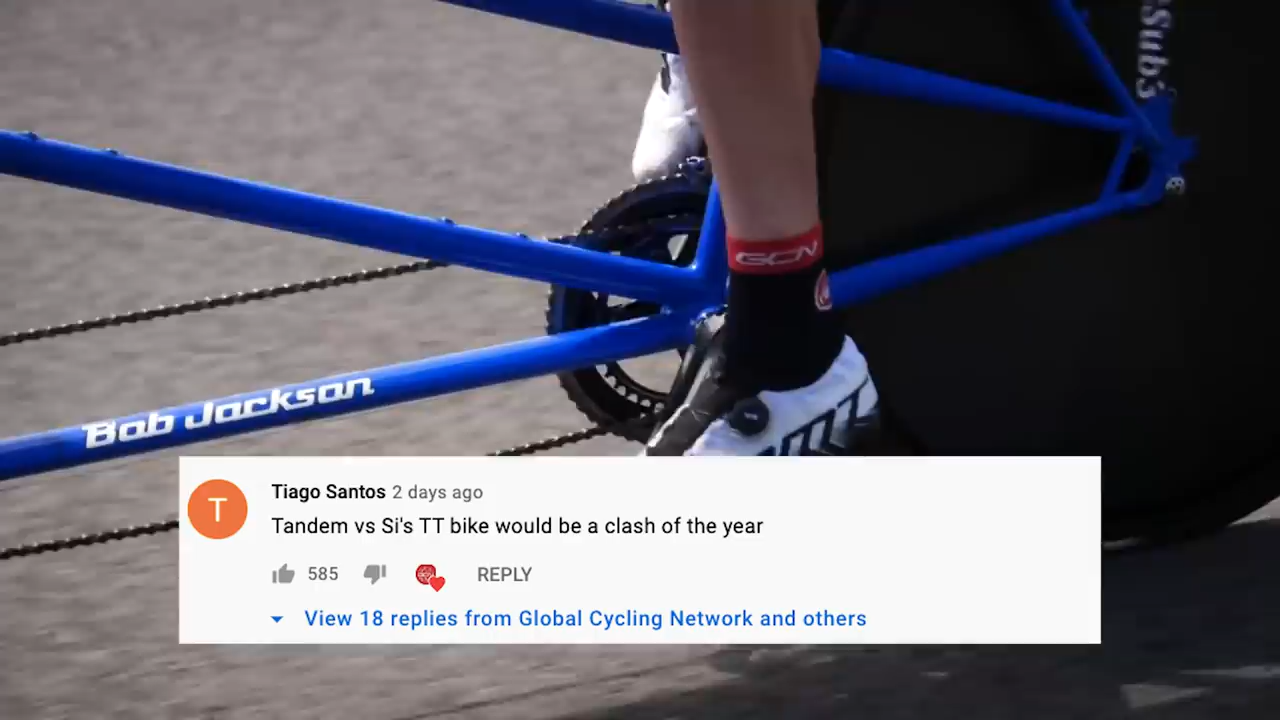 Sub3
GCN
Bob Jackson
T
Tiago Santos 2 days ago
Tandem vs Si's TT bike would be a clash of the year
585
REPLY
View 18 replies from Global Cycling Network and others